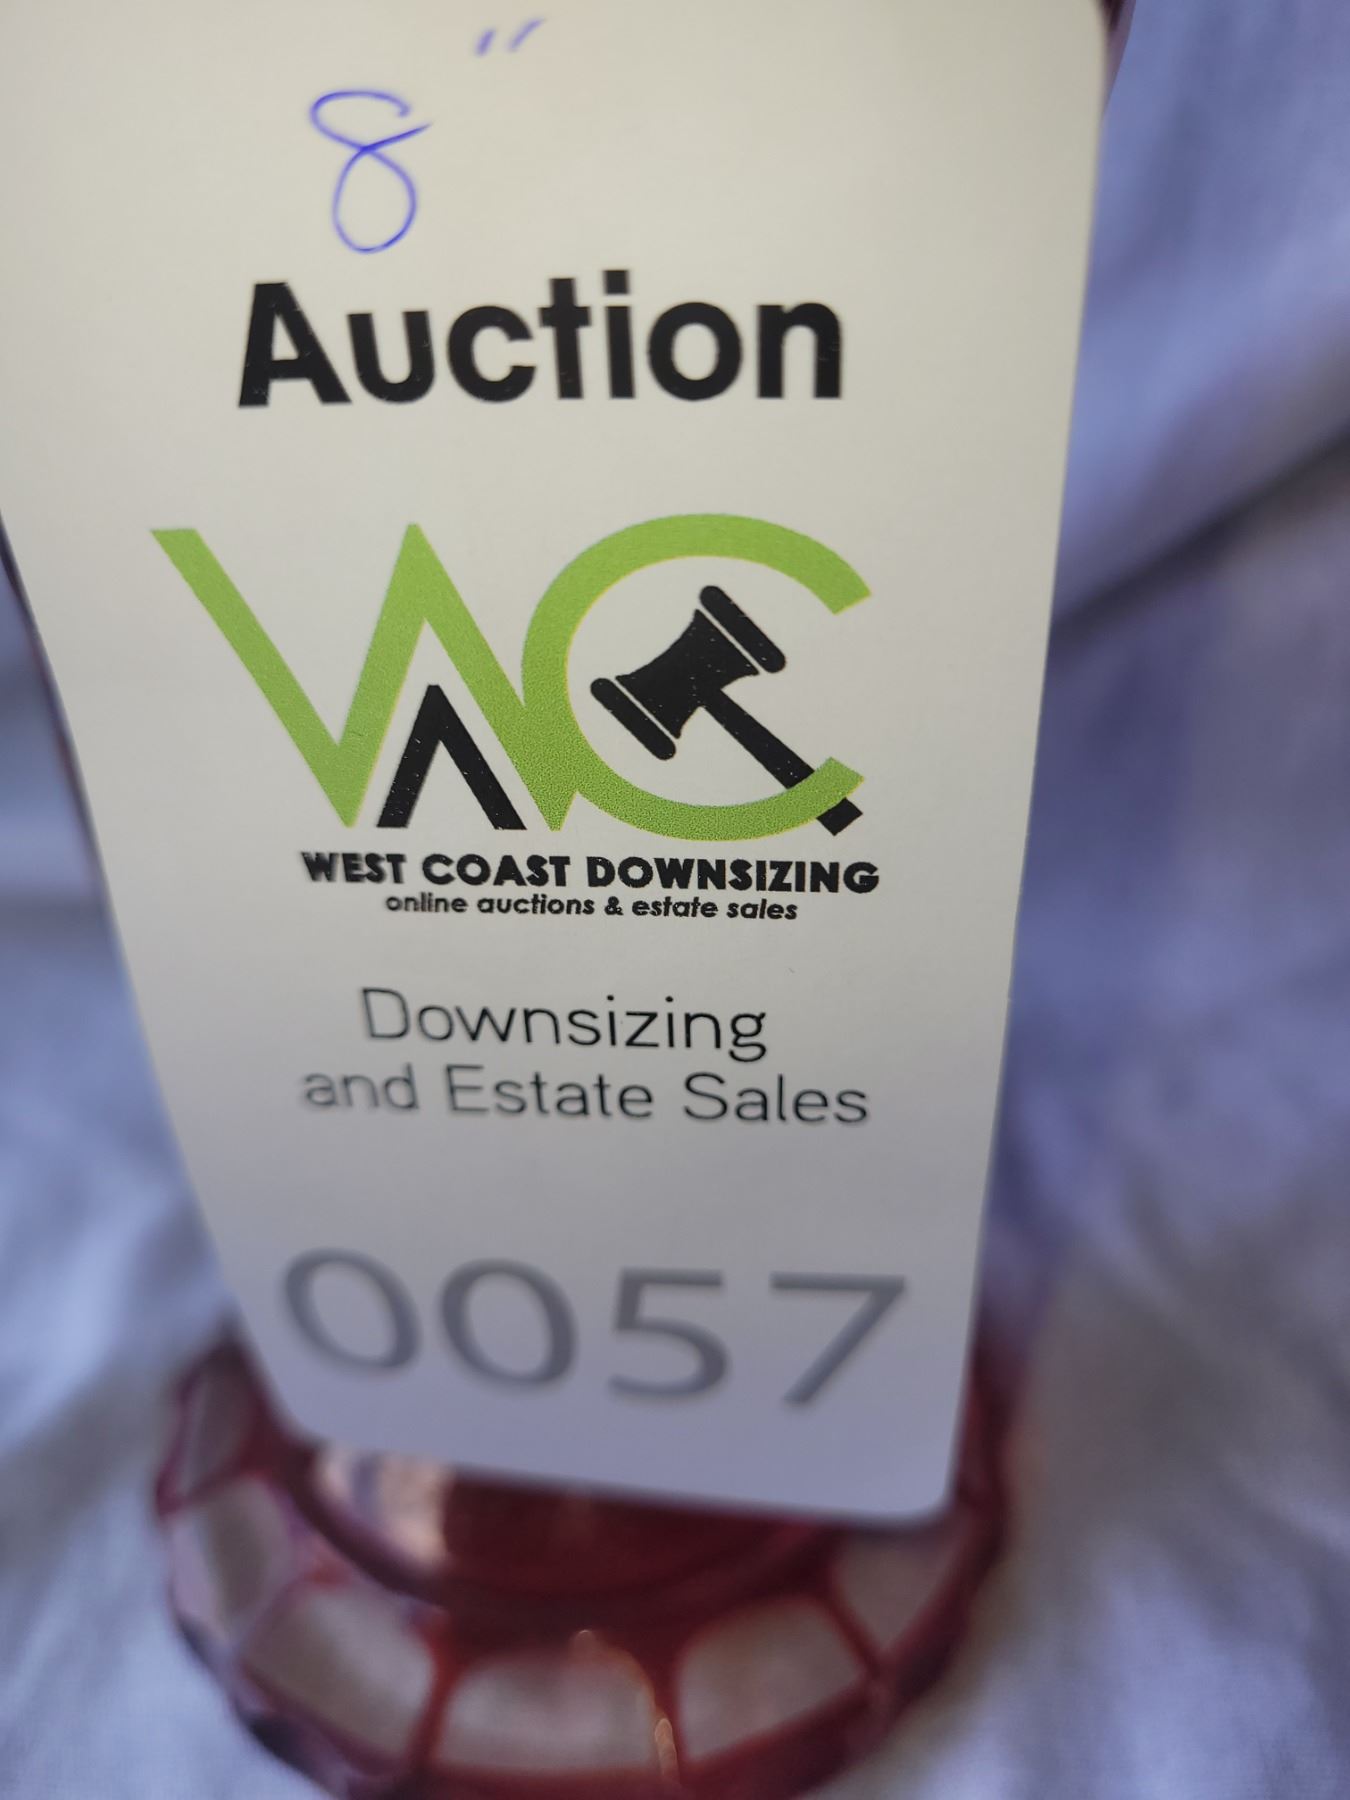 8"
Auction
WC
WEST COAST DOWNSIZING
online auctions & estate sales
Downsizing
and Estate Sales
0057